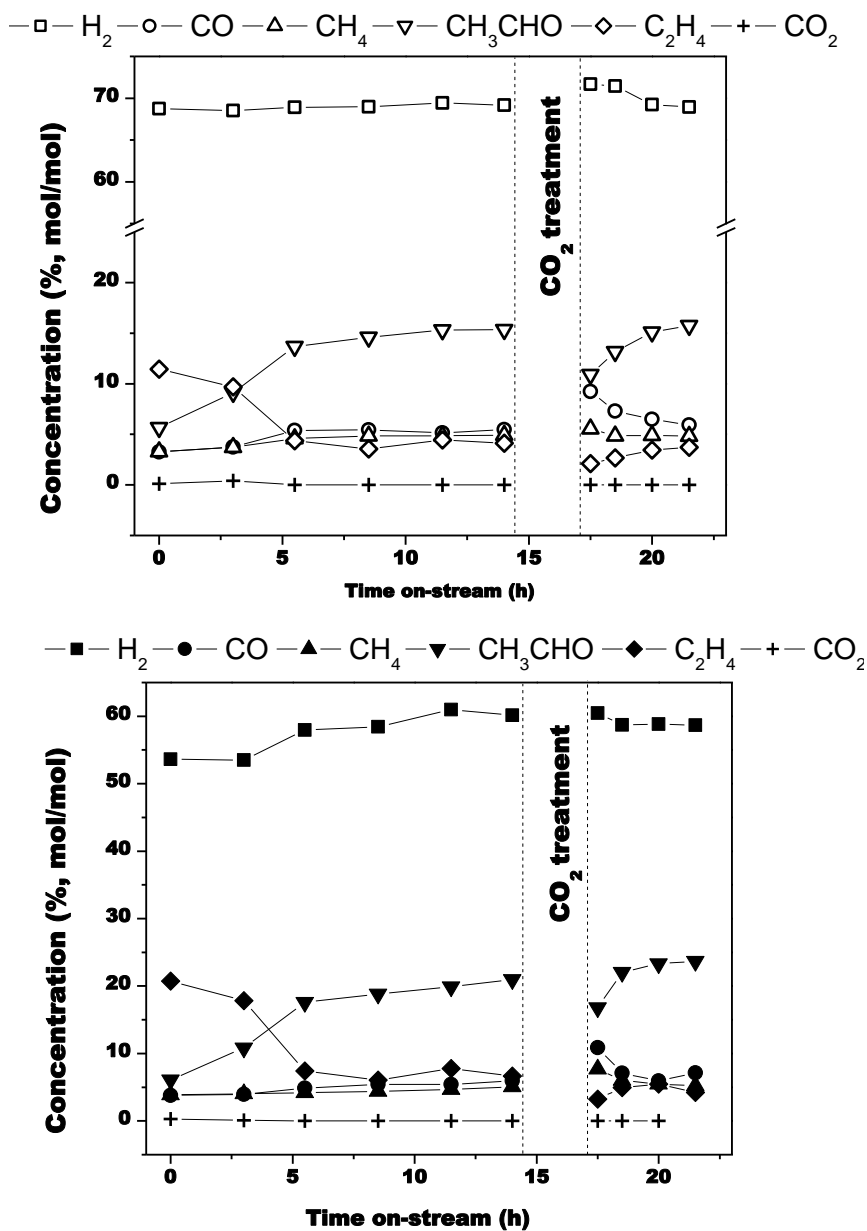 H₂ CO CH₄ CH₃CHO C₂H₄ CO₂
70
60
20
10
0
Concentration (%, mol/mol)
CO₂ treatment
0 5 10 15 20
Time on-stream (h)
H₂ CO CH₄ CH₃CHO C₂H₄ CO₂
60
50
40
30
20
10
0
Concentration (%, mol/mol)
CO₂ treatment
0 5 10 15 20
Time on-stream (h)